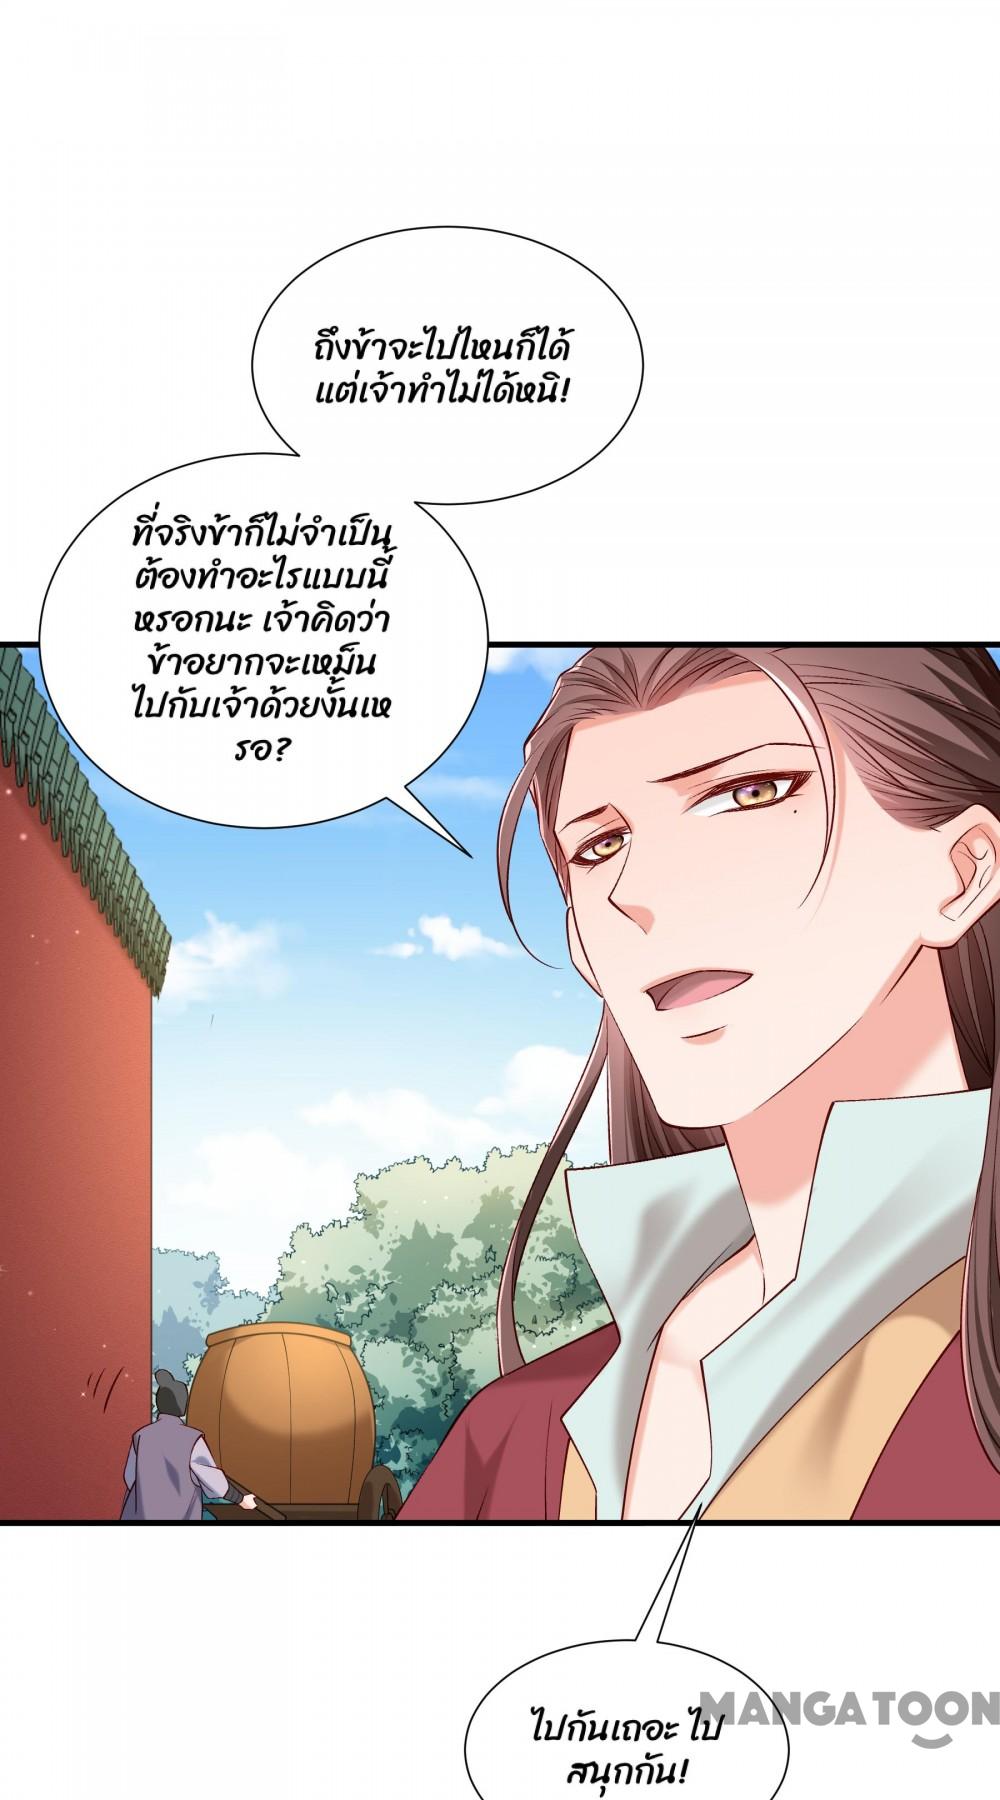 ถึงข้าจะไปไหนก็ได้
แต่เจ้าทำไม่ได้หนิ!
ที่จริงข้าก็ไม่จำเป็น
ต้องทำอะไรแบบนี้
หรอกนะ เจ้าคิดว่า
ข้าอยากจะเหม็น
ไปกับเจ้าด้วยงั้นเห
รอ?
ไปกันเถอะ ไป
สนุกกัน!
MANGATOON